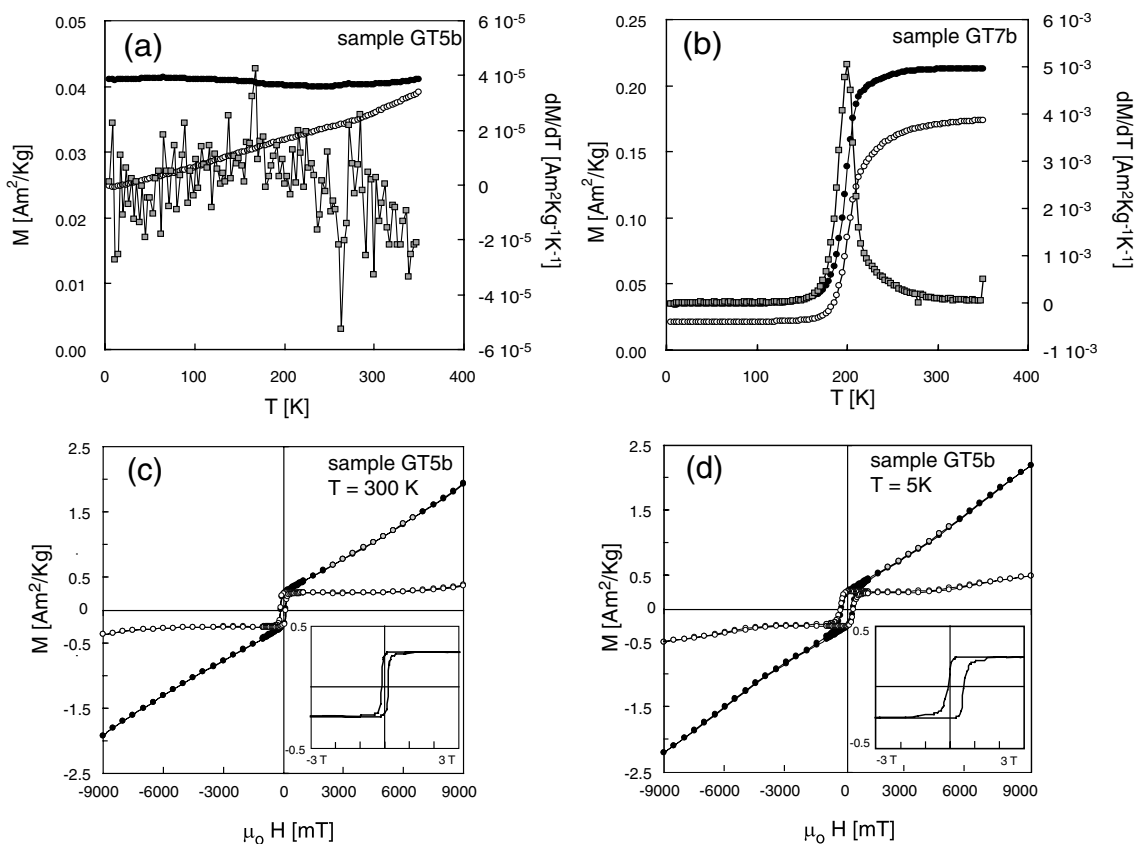 (a)
sample GT5b
M [Am²/Kg]
0.05
0.04
0.03
0.02
0.01
0.00
6 10⁻⁵
4 10⁻⁵
2 10⁻⁵
0
-2 10⁻⁵
-4 10⁻⁵
-6 10⁻⁵
dM/dT [Am²Kg⁻¹K⁻¹]
0 100 200 300 400
T [K]
(b)
sample GT7b
M [Am²/Kg]
0.25
0.20
0.15
0.10
0.05
0.00
6 10⁻³
5 10⁻³
4 10⁻³
3 10⁻³
2 10⁻³
1 10⁻³
0
-1 10⁻³
dM/dT [Am²Kg⁻¹K⁻¹]
0 100 200 300 400
T [K]
(c)
sample GT5b
T = 300 K
M [Am²/Kg]
2.5
1.5
0.5
0
-0.5
-1.5
-2.5
-0.5
-3 T 3 T
-9000 -6000 -3000 0 3000 6000 9000
μo H [mT]
(d)
sample GT5b
T = 5K
M [Am²/Kg]
2.5
1.5
0.5
0
-0.5
-1.5
-2.5
-0.5
-3 T 3 T
-9000 -6000 -3000 0 3000 6000 9000
μo H [mT]